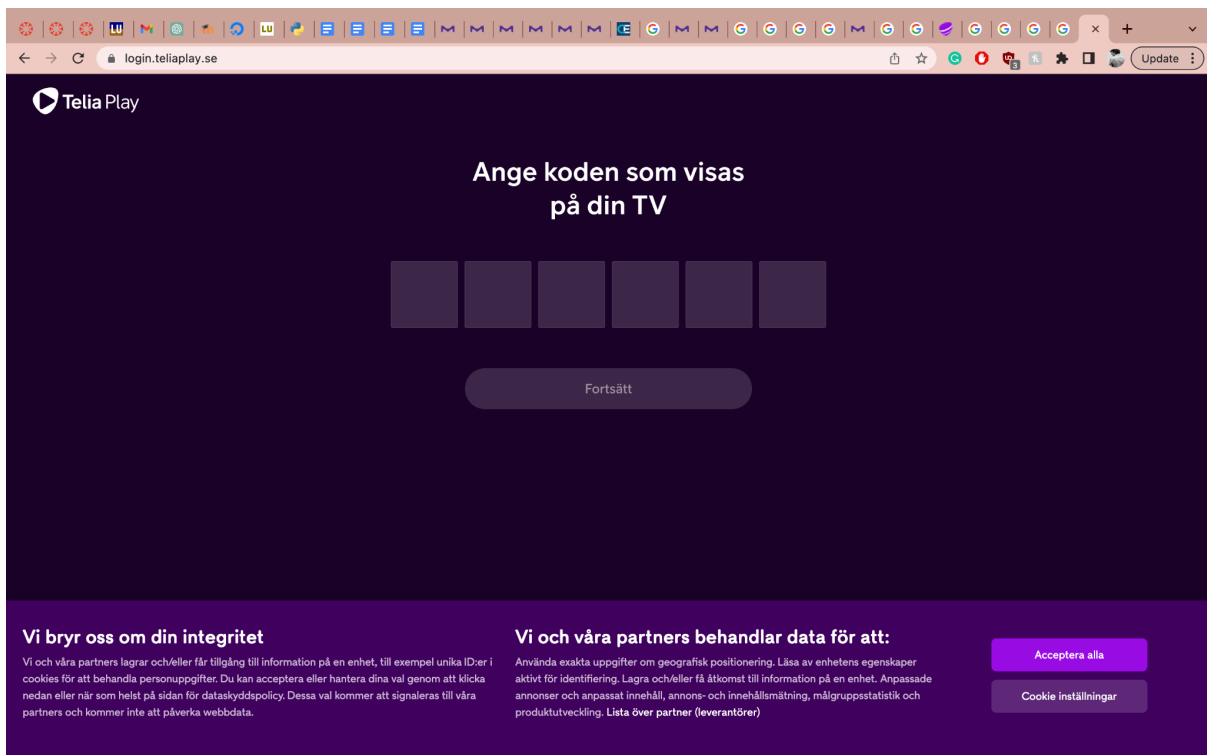 LU
LU
CE
login.teliaplay.se
3
Update
Telia Play
Ange koden som visas
på din TV
Fortsätt
Vi bryr oss om din integritet
Vi och våra partners lagrar och/eller får tillgång till information på en enhet, till exempel unika ID:er i
cookies för att behandla personuppgifter. Du kan acceptera eller hantera dina val genom att klicka
nedan eller när som helst på sidan för dataskyddspolicy. Dessa val kommer att signaleras till våra
partners och kommer inte att påverka webbdata.
Vi och våra partners behandlar data för att:
Använda exakta uppgifter om geografisk positionering. Läsa av enhetens egenskaper
aktivt för identifiering. Lagra och/eller få åtkomst till information på en enhet. Anpassade
annonser och anpassat innehåll, annons- och innehållsmätning, målgruppsstatistik och
produktutveckling. Lista över partner (leverantörer)
Acceptera alla
Cookie inställningar